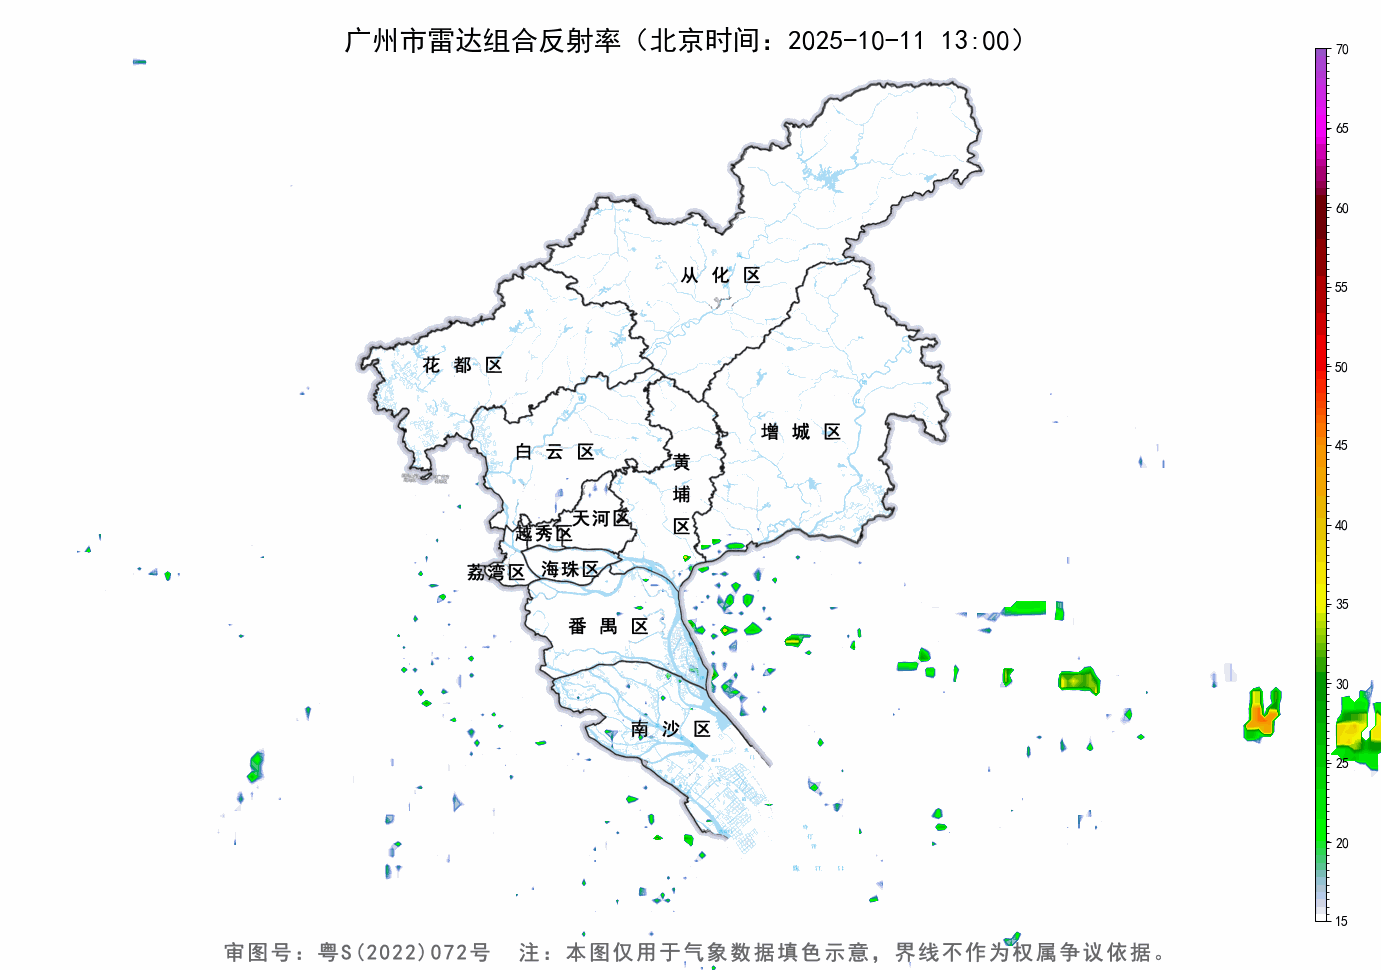 广州市雷达组合反射率（北京时间：2025-10-11 13:00）
70
65
60
55
50
45
40
35
30
25
20
15
从化区
花都区
增城区
白云区
黄埔区
天河区
越秀区
荔湾区
海珠区
番禺区
南沙区
审图号：粤S(2022)072号 注：本图仅用于气象数据填色示意，界线不作为权属争议依据。